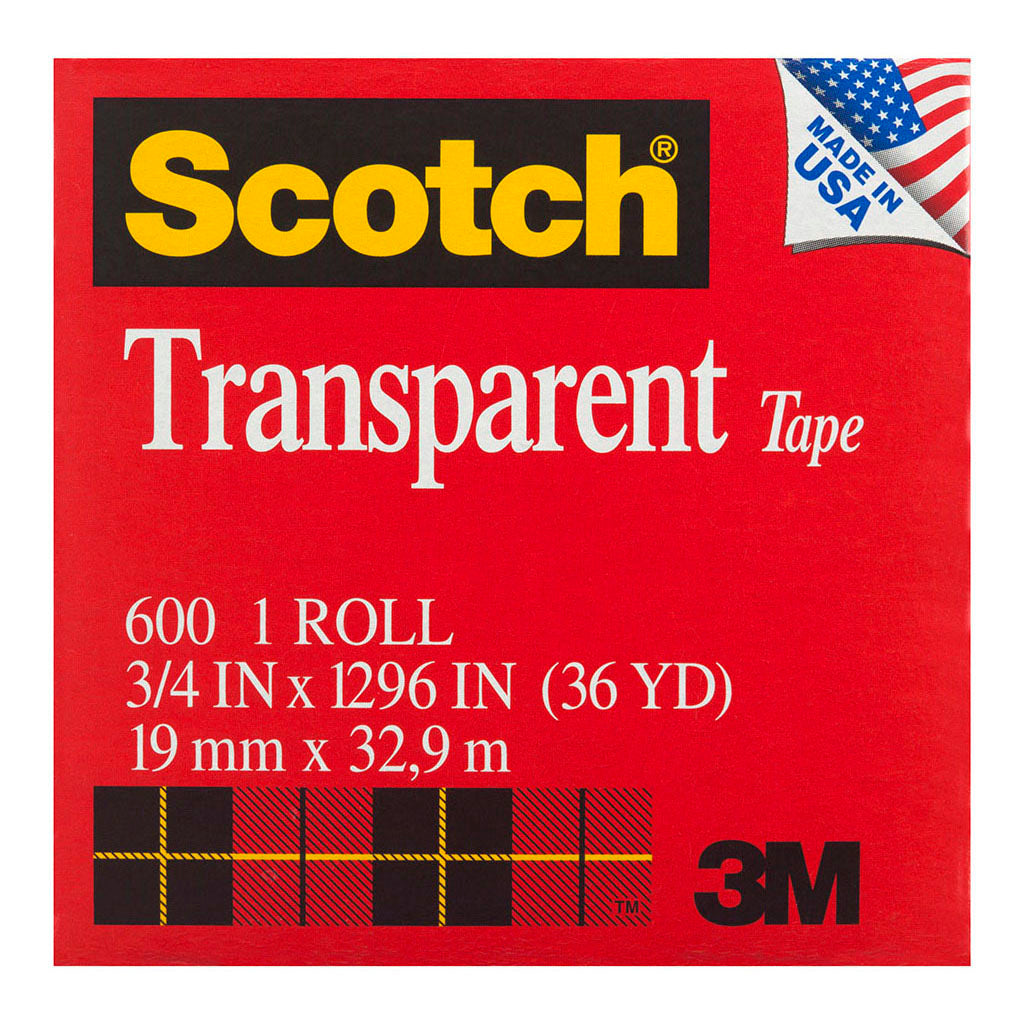 Scotch®
MADE IN
USA
Transparent Tape
600 1 ROLL
3/4 IN x 1296 IN (36 YD)
19 mm x 32,9 m
TM
3M